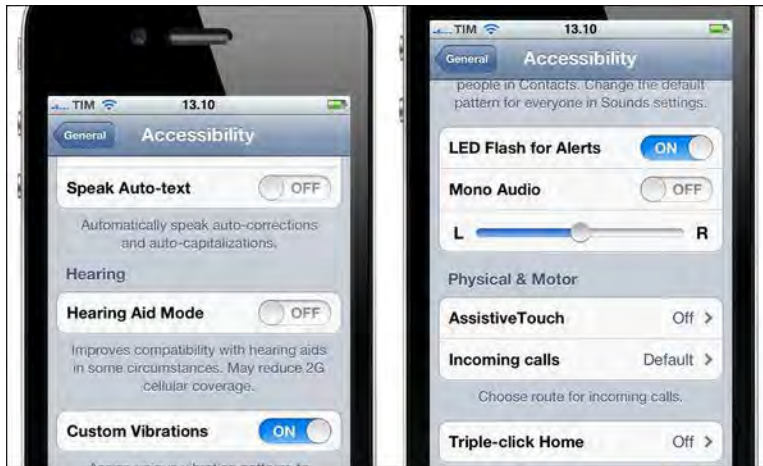 TIM 13.10
General Accessibility
Speak Auto-text OFF
Automatically speak auto-corrections
and auto-capitalizations.
Hearing
Hearing Aid Mode OFF
Improves compatibility with hearing aids
in some circumstances. May reduce 2G
cellular coverage.
Custom Vibrations ON
TIM 13.10
General Accessibility
people in Contacts. Change the default
pattern for everyone in Sounds settings.
LED Flash for Alerts ON
Mono Audio OFF
L R
Physical & Motor
AssistiveTouch Off >
Incoming calls Default >
Choose route for incoming calls.
Triple-click Home Off >